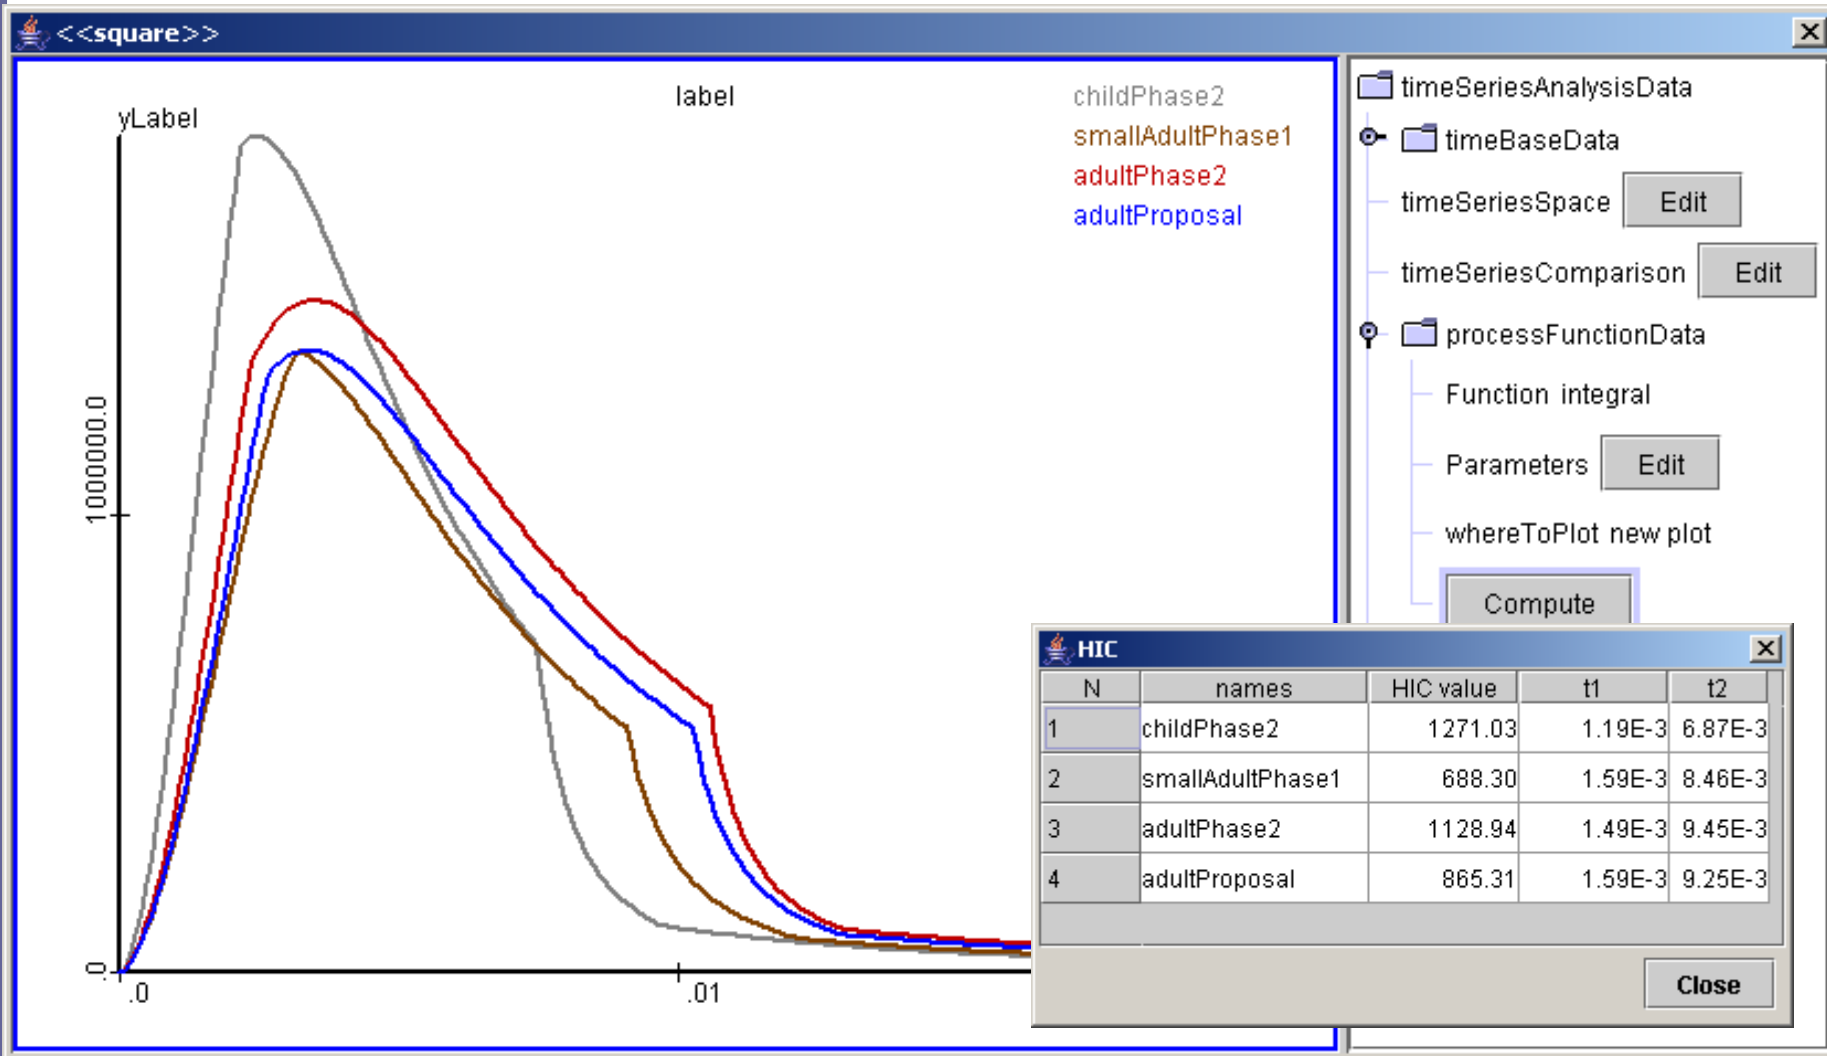 <<square>>
label
yLabel
childPhase2
smallAdultPhase1
adultPhase2
adultProposal
1000000.0
.0
.0
.01
timeSeriesAnalysisData
timeBaseData
timeSeriesSpace Edit
timeSeriesComparison Edit
processFunctionData
Function integral
Parameters Edit
whereToPlot new plot
Compute
HIC
N names HIC value t1 t2
1 childPhase2 1271.03 1.19E-3 6.87E-3
2 smallAdultPhase1 688.30 1.59E-3 8.46E-3
3 adultPhase2 1128.94 1.49E-3 9.45E-3
4 adultProposal 865.31 1.59E-3 9.25E-3
Close